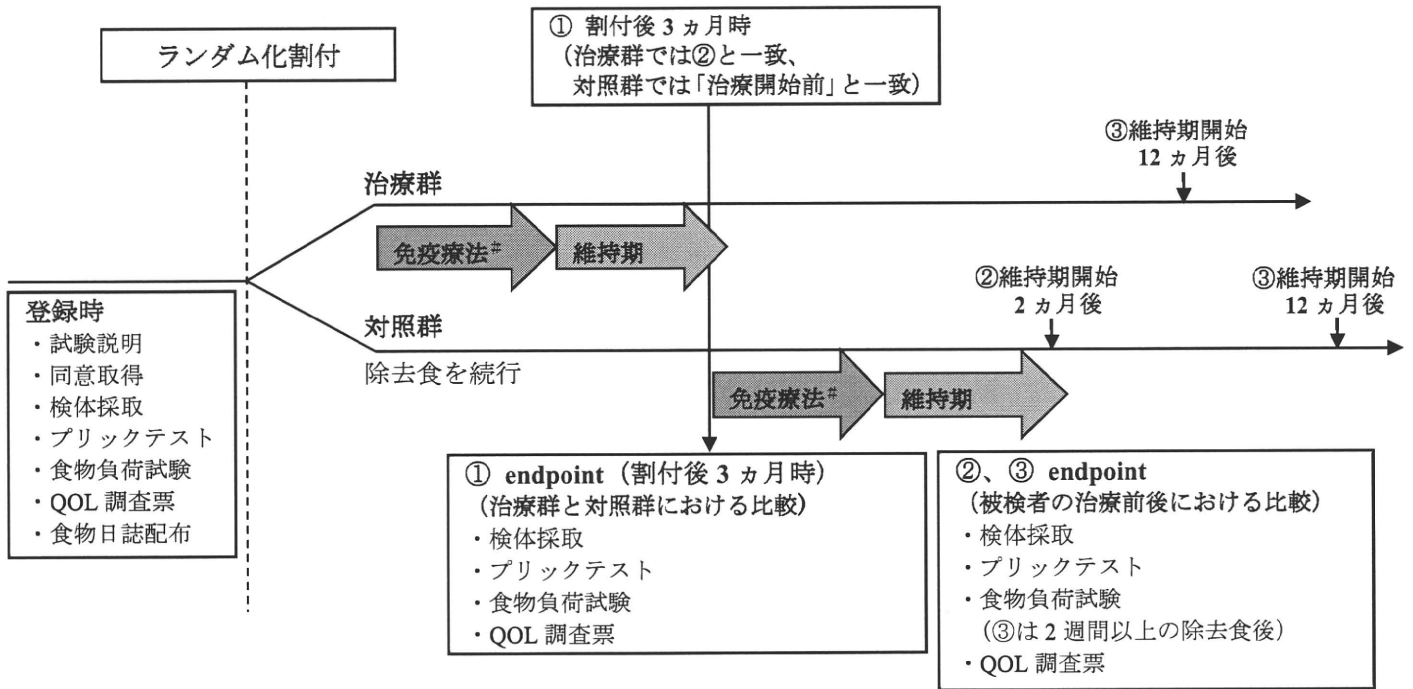 ランダム化割付
① 割付後 3 ヵ月時
(治療群では②と一致、
対照群では「治療開始前」と一致)
③維持期開始
12 ヵ月後
治療群
免疫療法♯
維持期
②維持期開始
2 ヵ月後
③維持期開始
12 ヵ月後
登録時
・試験説明
・同意取得
・検体採取
・プリックテスト
・食物負荷試験
・QOL 調査票
・食物日誌配布
対照群
除去食を続行
免疫療法♯
維持期
① endpoint (割付後 3 ヵ月時)
(治療群と対照群における比較)
・検体採取
・プリックテスト
・食物負荷試験
・QOL 調査票
②、③ endpoint
(被検者の治療前後における比較)
・検体採取
・プリックテスト
・食物負荷試験
(③は 2 週間以上の除去食後)
・QOL 調査票